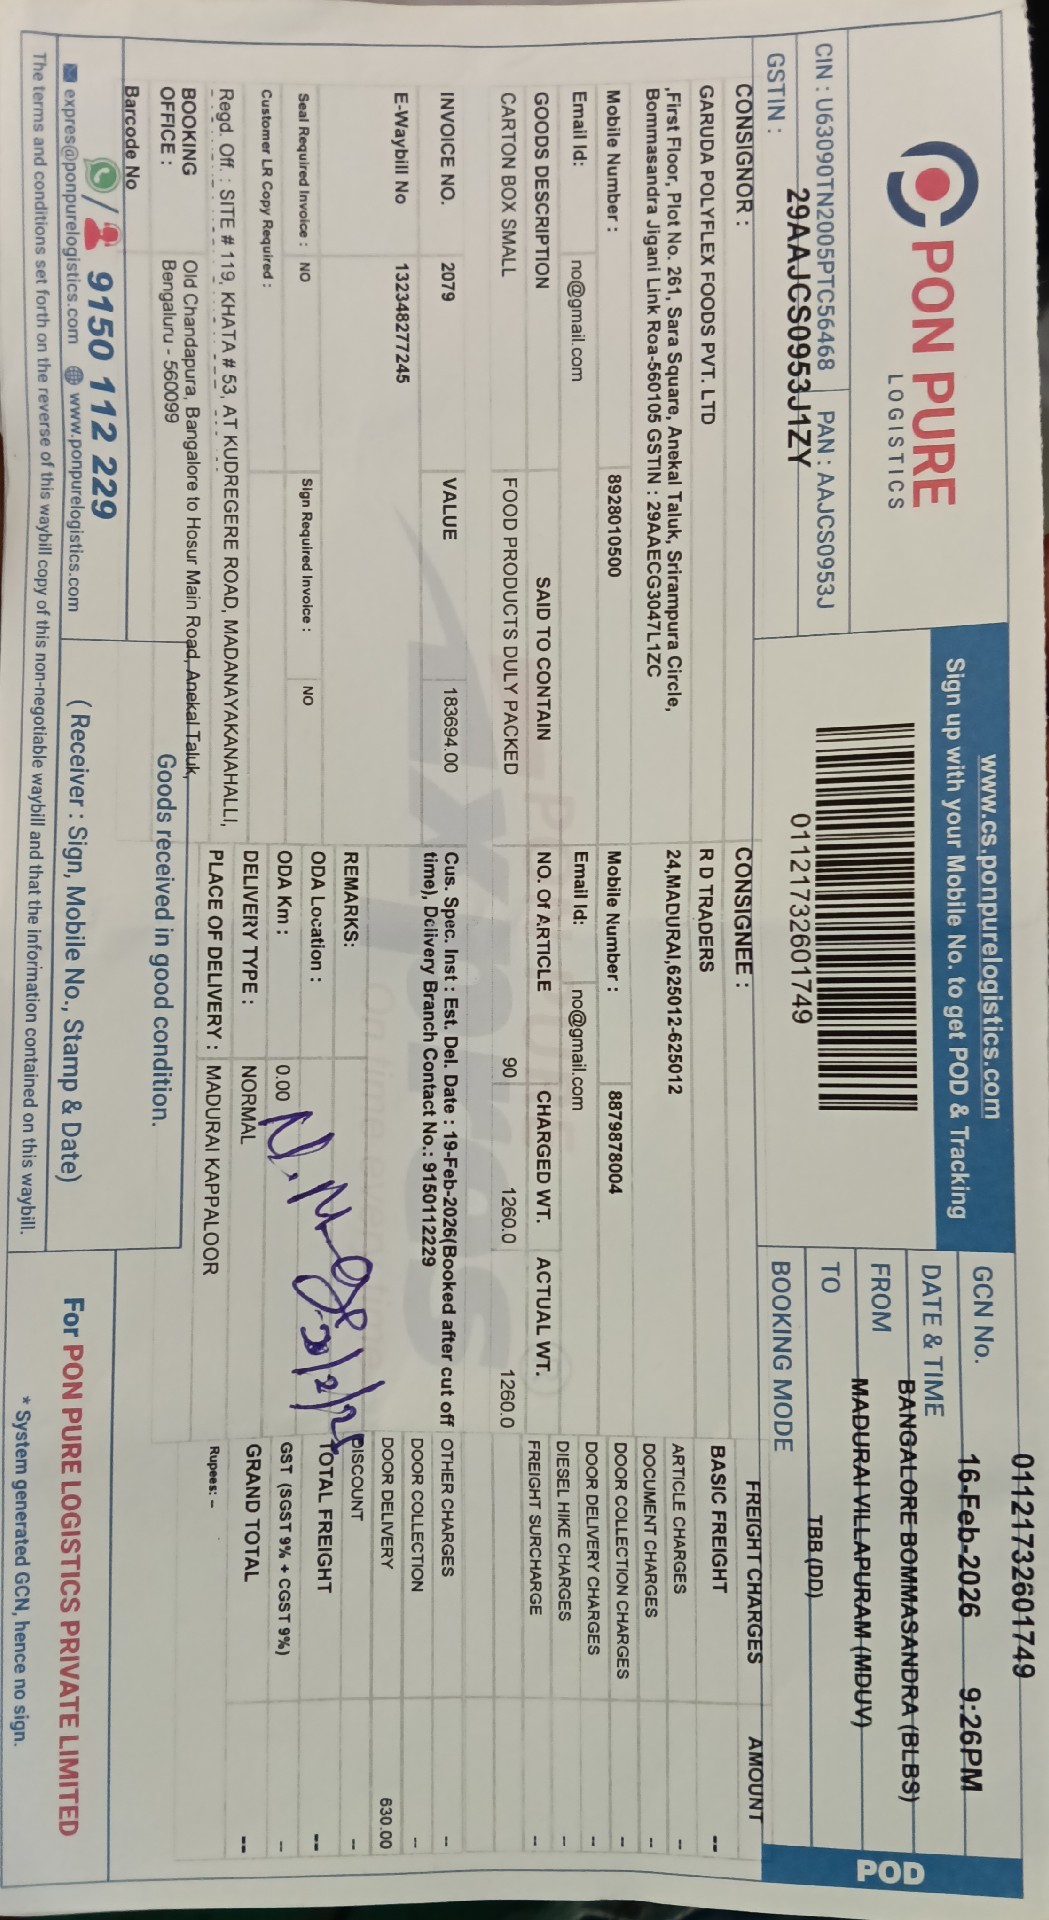 PON PURE
LOGISTICS
CIN : U63090TN2005PTC56468 PAN : AAJCS0953J
GSTIN : 29AAJCS0953J1ZY
www.cs.ponpurelogistics.com
Sign up with your Mobile No. to get POD & Tracking
01121732601749
GCN No. 01121732601749
DATE & TIME 16-Feb-2026 9:26PM
FROM BANGALORE BOMMASANDRA (BLBS)
TO MADURAI VILLAPURAM (MDUV)
BOOKING MODE TBB (DD)
POD
CONSIGNOR :
GARUDA POLYFLEX FOODS PVT. LTD
,First Floor, Plot No. 261, Sara Square, Anekal Taluk, Srirampura Circle,
Bommasandra Jigani Link Roa-560105 GSTIN : 29AAECG3047L1ZC
Mobile Number : 8928010500
Email Id: no@gmail.com
CONSIGNEE :
R D TRADERS
24,MADURAI,625012-625012
Mobile Number : 8879878004
Email Id: no@gmail.com
GOODS DESCRIPTION SAID TO CONTAIN NO. Of ARTICLE CHARGED WT. ACTUAL WT.
CARTON BOX SMALL FOOD PRODUCTS DULY PACKED 90 1260.0 1260.0
INVOICE NO. 2079 VALUE 183694.00
E-Waybill No 132348277245
Cus. Spec. Inst : Est. Del. Date : 19-Feb-2026(Booked after cut off
time), Delivery Branch Contact No.: 9150112229
Seal Required Invoice : NO Sign Required Invoice : NO
Customer LR Copy Required :
REMARKS:
ODA Location :
ODA Km : 0.00
DELIVERY TYPE : NORMAL
PLACE OF DELIVERY : MADURAI KAPPALOOR
Regd. Off. : SITE # 119, KHATA # 53, AT KUDREGERE ROAD, MADANAYAKANAHALLI,
BOOKING OFFICE : Old Chandapura, Bangalore to Hosur Main Road, Anekal Taluk,
Bengaluru - 560099
Barcode No
FREIGHT CHARGES AMOUNT
BASIC FREIGHT --
ARTICLE CHARGES --
DOCUMENT CHARGES --
DOOR COLLECTION CHARGES --
DOOR DELIVERY CHARGES --
DIESEL HIKE CHARGES --
FREIGHT SURCHARGE --
OTHER CHARGES --
DOOR COLLECTION --
DOOR DELIVERY 630.00
DISCOUNT --
TOTAL FREIGHT --
GST (SGST 9% + CGST 9%) --
GRAND TOTAL --
Rupees: -
Goods received in good condition.
( Receiver : Sign, Mobile No., Stamp & Date)
9150 112 229
expres@ponpurelogistics.com www.ponpurelogistics.com
For PON PURE LOGISTICS PRIVATE LIMITED
* System generated GCN, hence no sign.
The terms and conditions set forth on the reverse of this waybill copy of this non-negotiable waybill and that the information contained on this waybill.